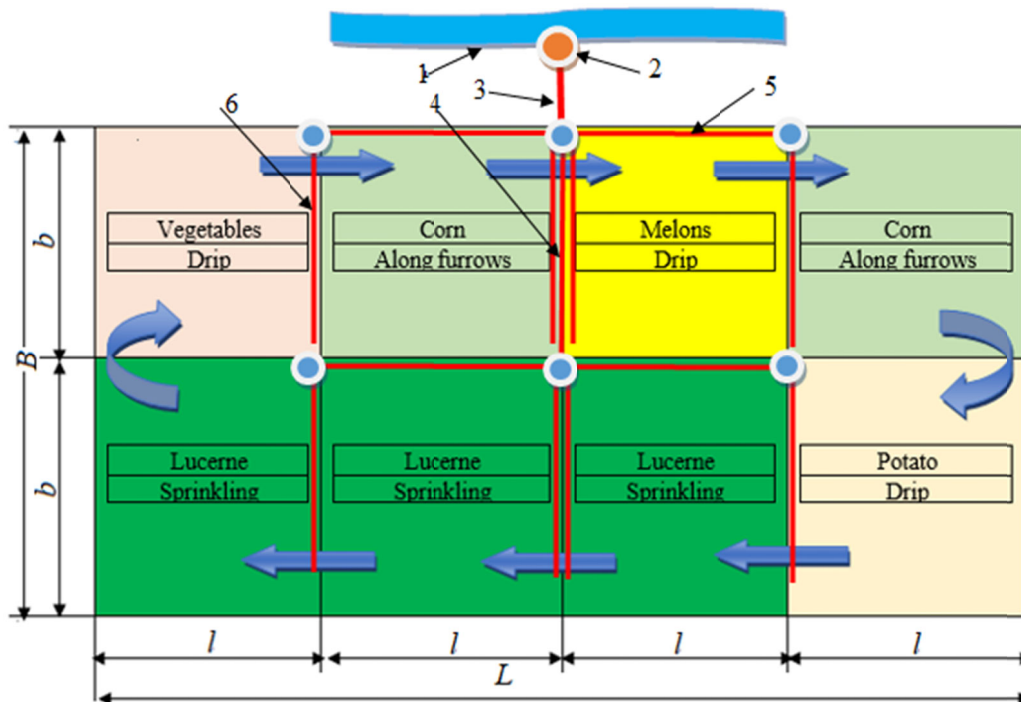 1
2
3
4
5
6
Vegetables
Drip
Corn
Along furrows
Melons
Drip
Corn
Along furrows
b
B
b
Lucerne
Sprinkling
Lucerne
Sprinkling
Lucerne
Sprinkling
Potato
Drip
l
l
l
l
L